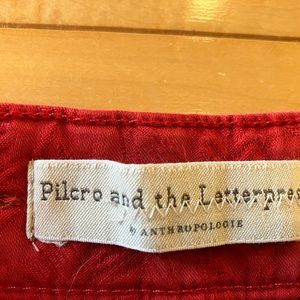 Pilcro and the Letterpres
by ANTHROPOLOGIE